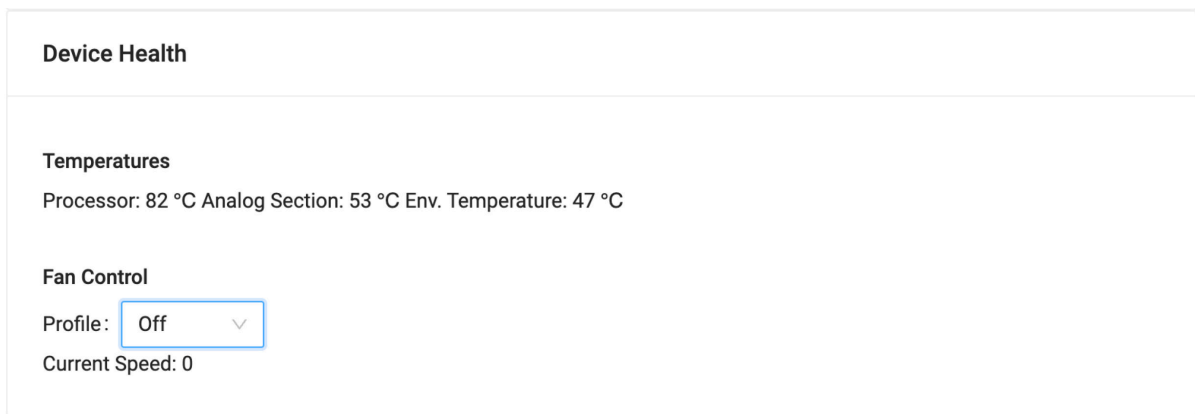 Device Health
Temperatures
Processor: 82 °C Analog Section: 53 °C Env. Temperature: 47 °C
Fan Control
Profile: Off
Current Speed: 0